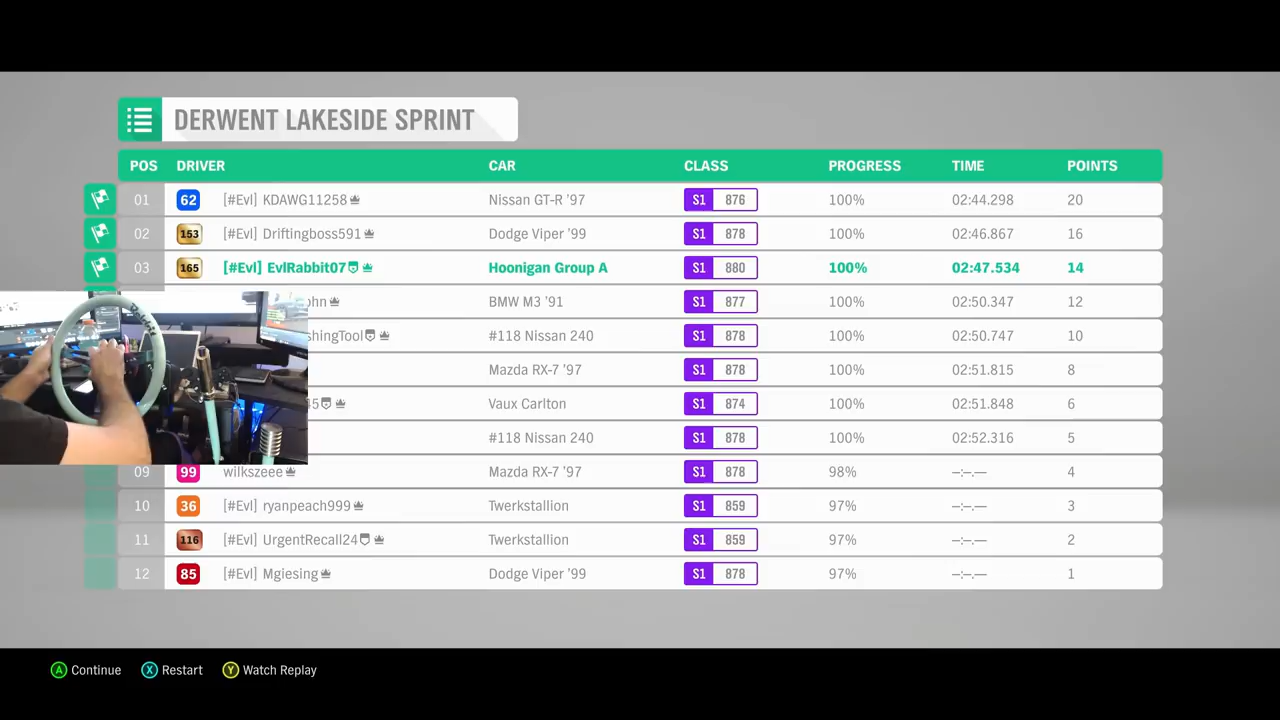 DERWENT LAKESIDE SPRINT
POS DRIVER CAR CLASS PROGRESS TIME POINTS
01 62 [#Evl] KDAWG11258 Nissan GT-R '97 S1 876 100% 02:44.298 20
02 153 [#Evl] Driftingboss591 Dodge Viper '99 S1 878 100% 02:46.867 16
03 165 [#Evl] EvlRabbit07 Hoonigan Group A S1 880 100% 02:47.534 14
ohn BMW M3 '91 S1 877 100% 02:50.347 12
shingTool #118 Nissan 240 S1 878 100% 02:50.747 10
Mazda RX-7 '97 S1 878 100% 02:51.815 8
45 Vaux Carlton S1 874 100% 02:51.848 6
#118 Nissan 240 S1 878 100% 02:52.316 5
09 99 wilkszeee Mazda RX-7 '97 S1 878 98% –:–.–– 4
10 36 [#Evl] ryanpeach999 Twerkstallion S1 859 97% –:–.–– 3
11 116 [#Evl] UrgentRecall24 Twerkstallion S1 859 97% –:–.–– 2
12 85 [#Evl] Mgiesing Dodge Viper '99 S1 878 97% –:–.–– 1
A Continue X Restart Y Watch Replay